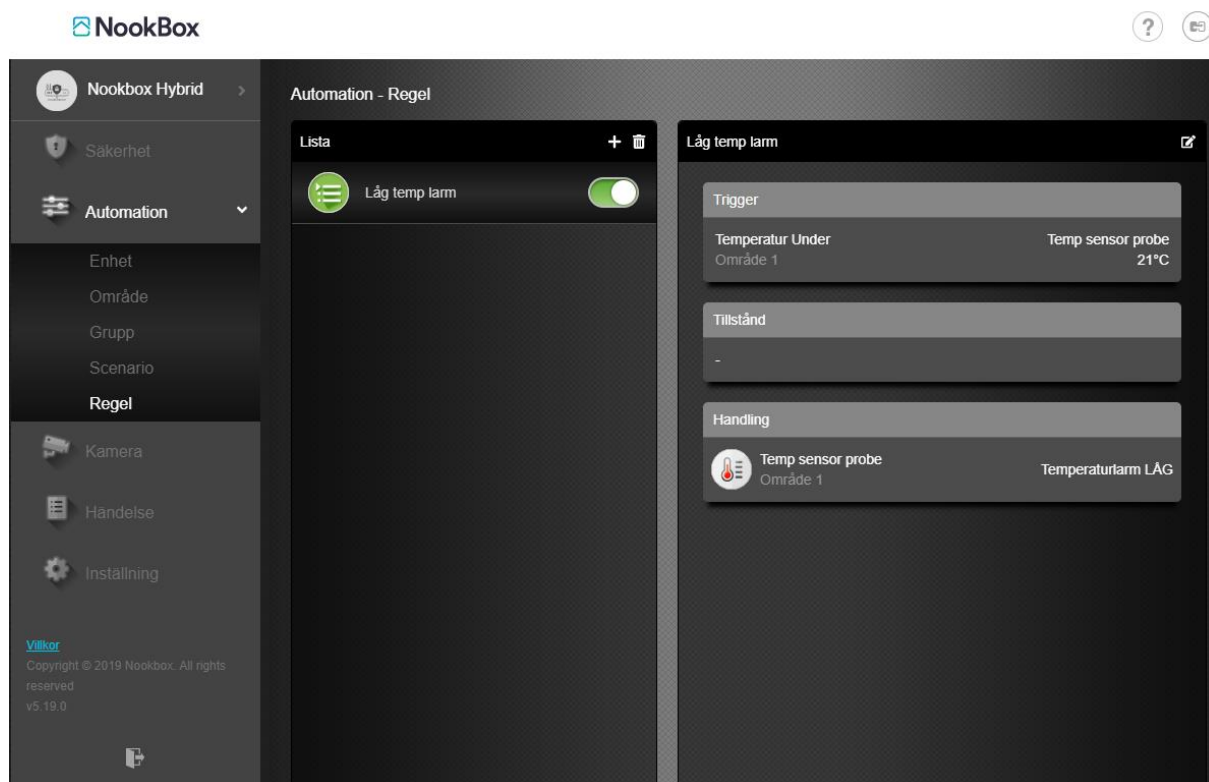 NookBox
?
Nookbox Hybrid
Säkerhet
Automation
Enhet
Område
Grupp
Scenario
Regel
Kamera
Händelse
Inställning
Villkor
Copyright © 2019 Nookbox. All rights
reserved
v5.19.0
Automation - Regel
Lista
Låg temp larm
Låg temp larm
Trigger
Temperatur Under
Temp sensor probe
Område 1
21°C
Tillstånd
-
Handling
Temp sensor probe
Område 1
Temperaturlarm LÅG